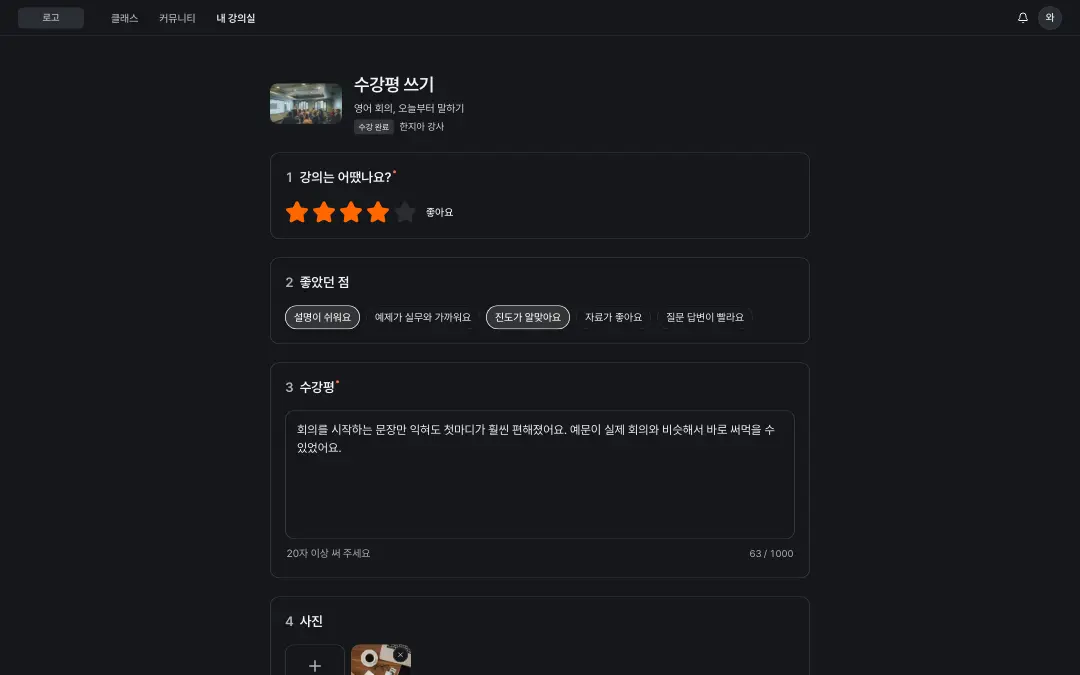 로고
클래스
커뮤니티
내 강의실
와
수강평 쓰기
영어 회의, 오늘부터 말하기
수강 완료 한지아 강사
1 강의는 어땠나요?
좋아요
2 좋았던 점
설명이 쉬워요
예제가 실무와 가까워요
진도가 알맞아요
자료가 좋아요
질문 답변이 빨라요
3 수강평
회의를 시작하는 문장만 익혀도 첫마디가 훨씬 편해졌어요. 예문이 실제 회의와 비슷해서 바로 써먹을 수
있었어요.
20자 이상 써 주세요
63 / 1000
4 사진